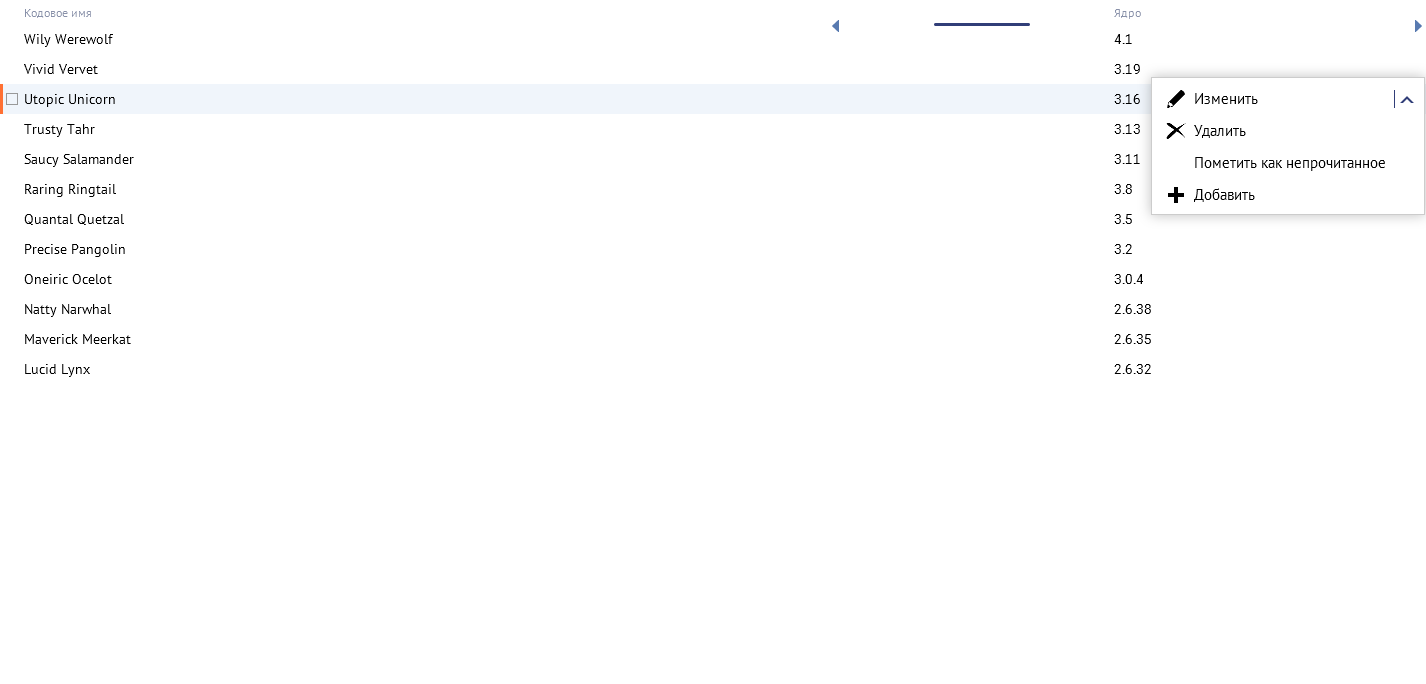 Кодовое имя Ядро
Wily Werewolf 4.1
Vivid Vervet 3.19
Utopic Unicorn 3.16 Изменить
Trusty Tahr 3.13 Удалить
Saucy Salamander 3.11 Пометить как непрочитанное
Raring Ringtail 3.8 Добавить
Quantal Quetzal 3.5
Precise Pangolin 3.2
Oneiric Ocelot 3.0.4
Natty Narwhal 2.6.38
Maverick Meerkat 2.6.35
Lucid Lynx 2.6.32